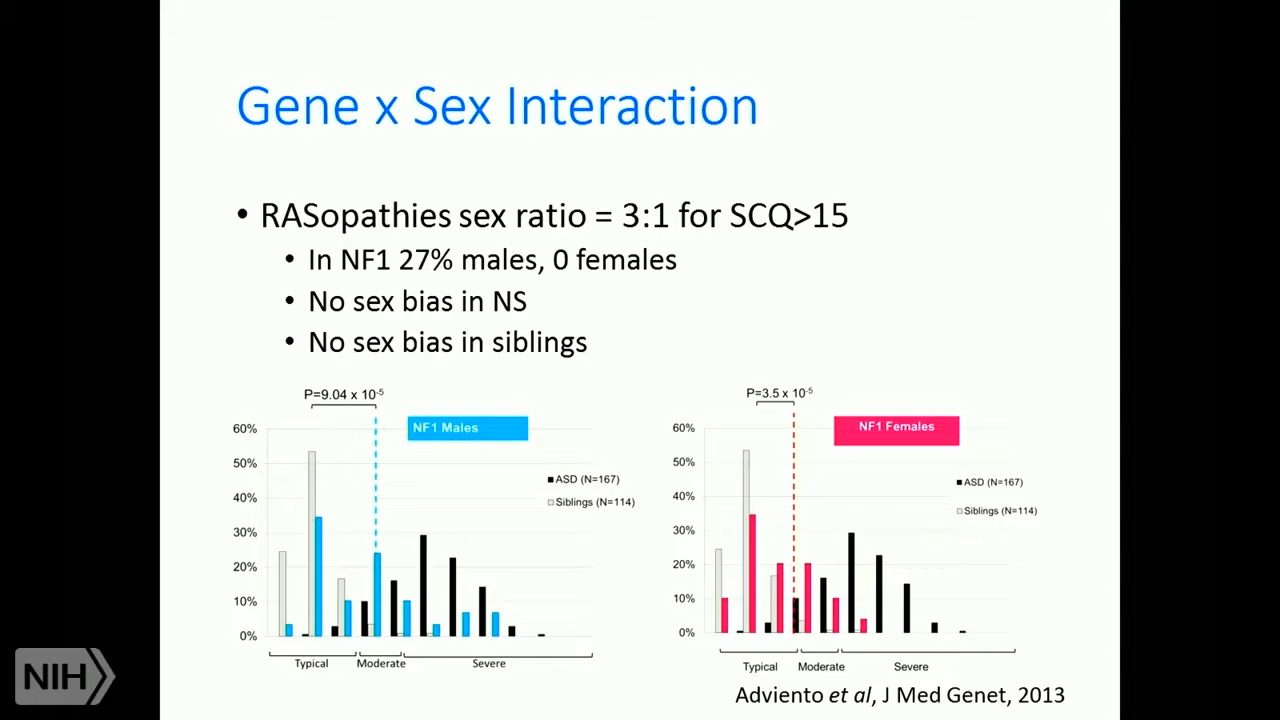 Gene x Sex Interaction
• RASopathies sex ratio = 3:1 for SCQ>15
• In NF1 27% males, 0 females
• No sex bias in NS
• No sex bias in siblings
P=9.04 x 10-5
NF1 Males
60%
50%
40%
30%
20%
10%
0%
ASD (N=167)
Siblings (N=114)
Typical
Moderate
Severe
P=3.5 x 10-5
NF1 Females
60%
50%
40%
30%
20%
10%
0%
ASD (N=167)
Siblings (N=114)
Typical
Moderate
Severe
Adviento et al, J Med Genet, 2013
NIH